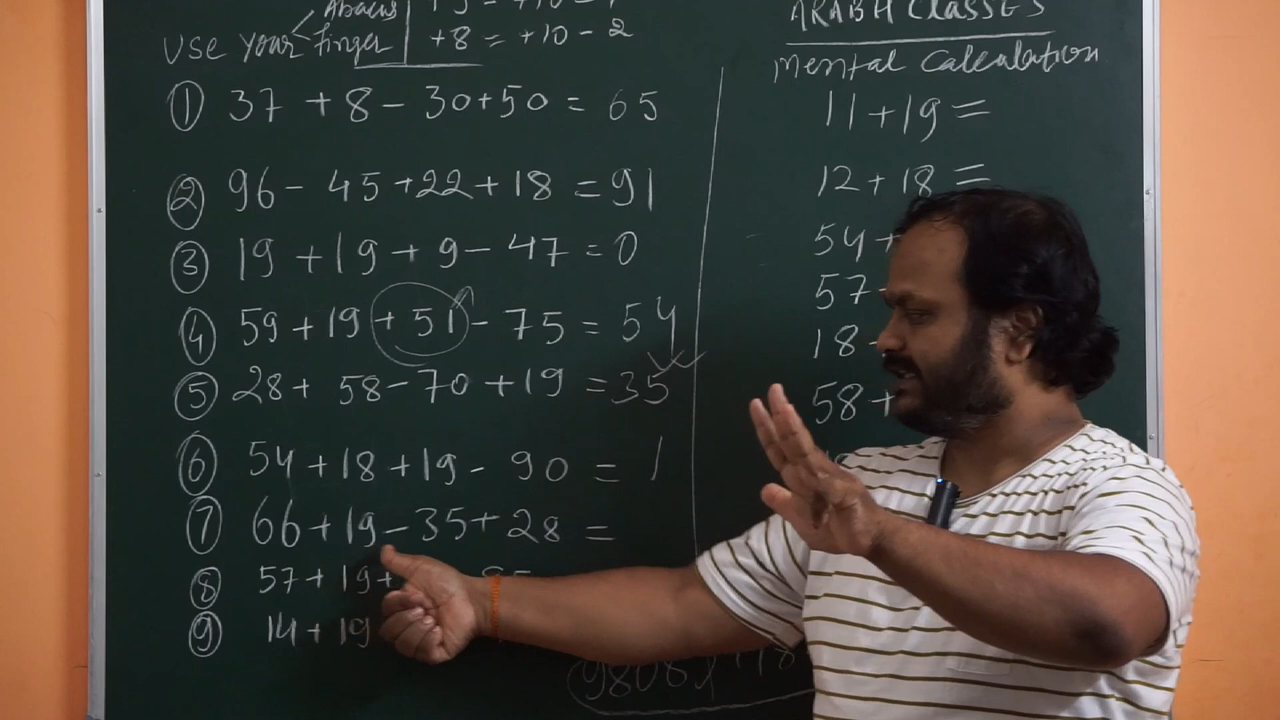 Abacus
Use your finger
+8 = +10 - 2
① 37 + 8 - 30 + 50 = 65
② 96 - 45 + 22 + 18 = 91
③ 19 + 19 + 9 - 47 = 0
④ 59 + 19 + 51 - 75 = 54
⑤ 28 + 58 - 70 + 19 = 35
⑥ 54 + 18 + 19 - 90 = 1
⑦ 66 + 19 - 35 + 28 =
⑧ 57 + 19 +
⑨ 14 + 19
ARABH Classes
Mental Calculation
11 + 19 =
12 + 18 =
54 +
57
18
58 +